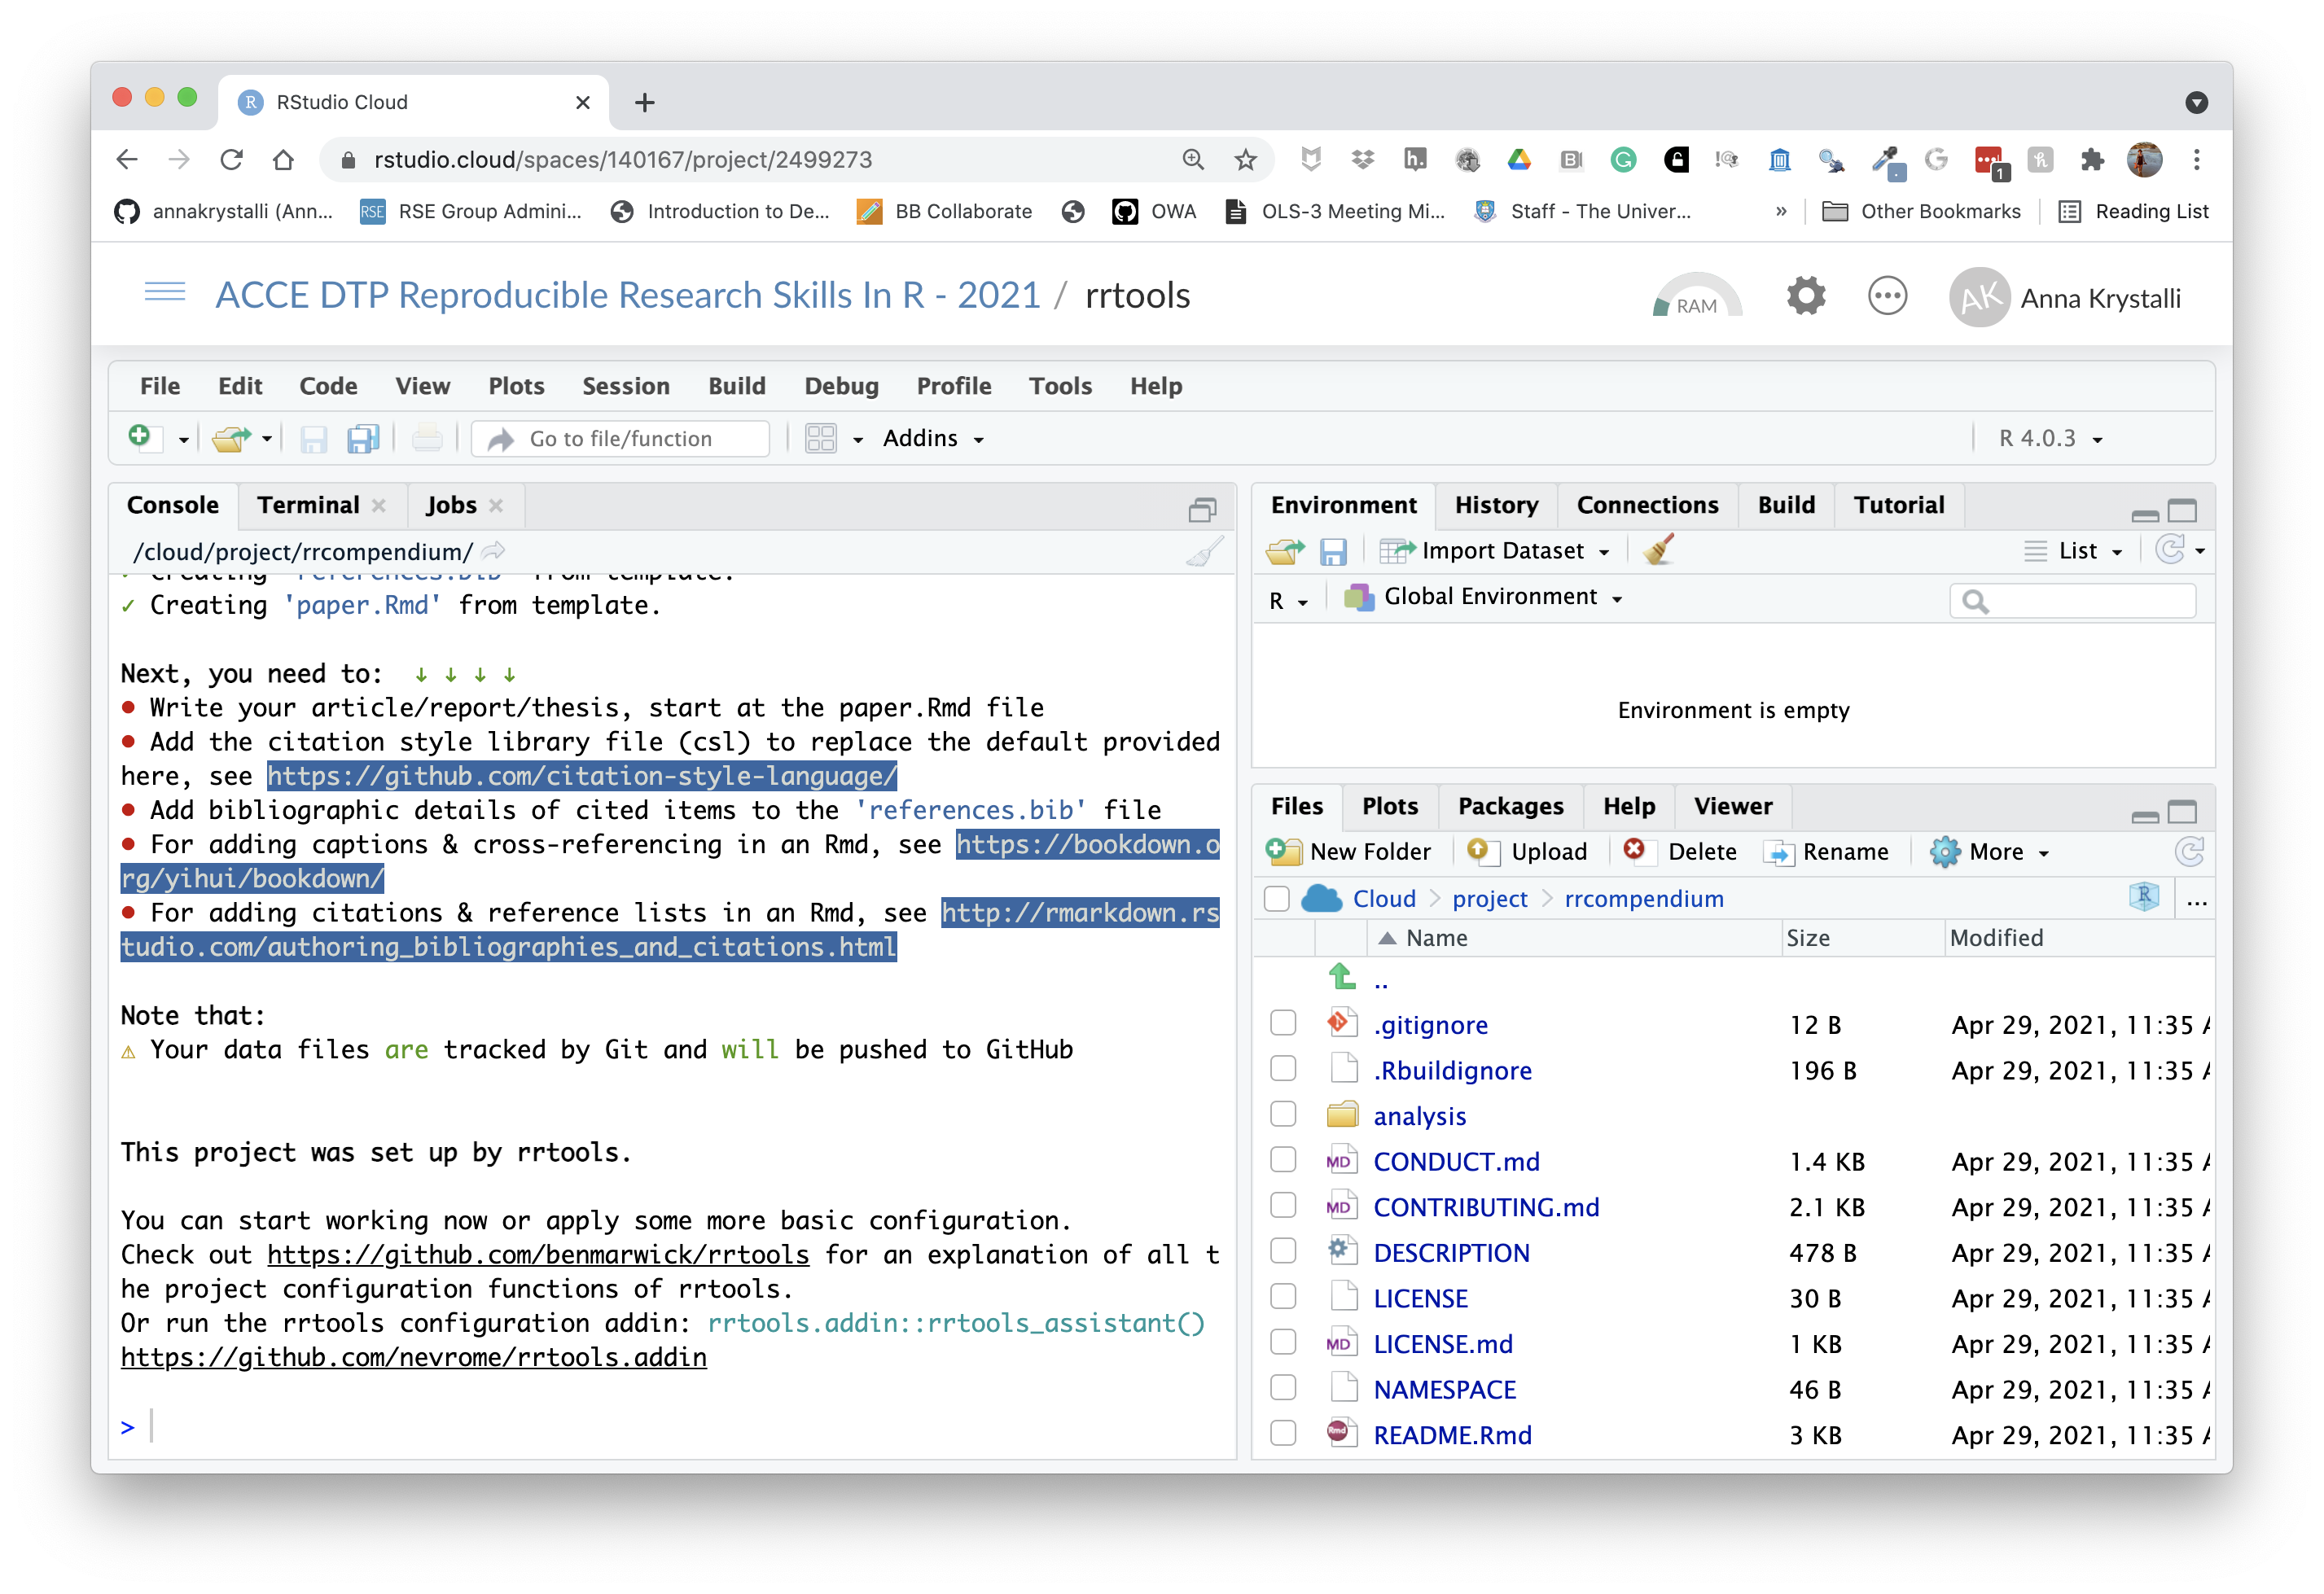 RStudio Cloud
rstudio.cloud/spaces/140167/project/2499273
annakrystalli (Ann... RSE RSE Group Admini... Introduction to De... BB Collaborate OWA OLS-3 Meeting Mi... Staff - The Univer... » Other Bookmarks Reading List
ACCE DTP Reproducible Research Skills In R - 2021 / rrtools RAM AK Anna Krystalli
File Edit Code View Plots Session Build Debug Profile Tools Help
Go to file/function Addins R 4.0.3
Console Terminal Jobs
/cloud/project/rrcompendium/
✓ Creating 'references.bib' from template.
✓ Creating 'paper.Rmd' from template.
Next, you need to: ↓ ↓ ↓ ↓
● Write your article/report/thesis, start at the paper.Rmd file
● Add the citation style library file (csl) to replace the default provided
here, see https://github.com/citation-style-language/
● Add bibliographic details of cited items to the 'references.bib' file
● For adding captions & cross-referencing in an Rmd, see https://bookdown.o
rg/yihui/bookdown/
● For adding citations & reference lists in an Rmd, see http://rmarkdown.rs
tudio.com/authoring_bibliographies_and_citations.html
Note that:
⚠ Your data files are tracked by Git and will be pushed to GitHub
This project was set up by rrtools.
You can start working now or apply some more basic configuration.
Check out https://github.com/benmarwick/rrtools for an explanation of all t
he project configuration functions of rrtools.
Or run the rrtools configuration addin: rrtools.addin::rrtools_assistant()
https://github.com/nevrome/rrtools.addin
>
Environment History Connections Build Tutorial
Import Dataset List
R Global Environment
Environment is empty
Files Plots Packages Help Viewer
New Folder Upload Delete Rename More
Cloud project rrcompendium ...
Name Size Modified
..
.gitignore 12 B Apr 29, 2021, 11:35 A
.Rbuildignore 196 B Apr 29, 2021, 11:35 A
analysis
CONDUCT.md 1.4 KB Apr 29, 2021, 11:35 A
CONTRIBUTING.md 2.1 KB Apr 29, 2021, 11:35 A
DESCRIPTION 478 B Apr 29, 2021, 11:35 A
LICENSE 30 B Apr 29, 2021, 11:35 A
LICENSE.md 1 KB Apr 29, 2021, 11:35 A
NAMESPACE 46 B Apr 29, 2021, 11:35 A
README.Rmd 3 KB Apr 29, 2021, 11:35 A